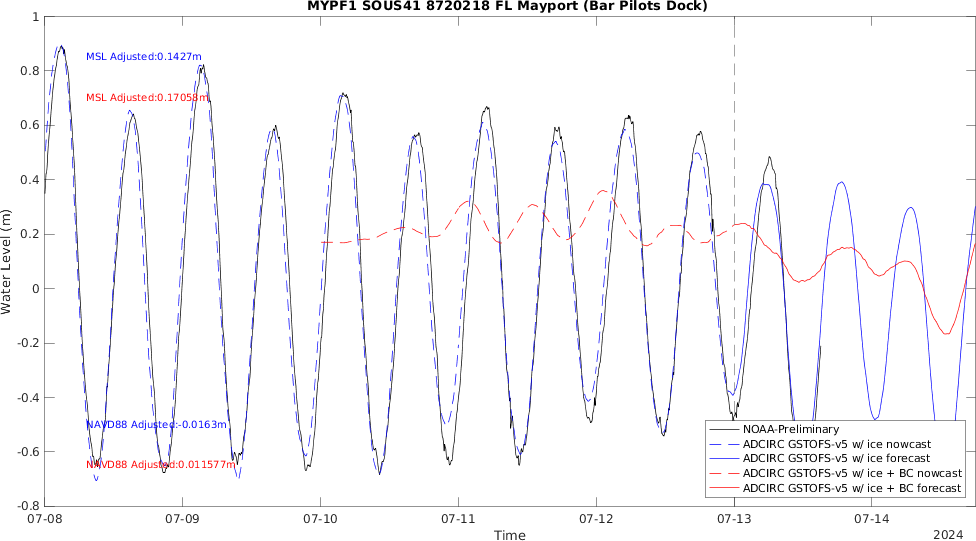 MYPF1 SOUS41 8720218 FL Mayport (Bar Pilots Dock)
Water Level (m)
1
0.8
0.6
0.4
0.2
0
-0.2
-0.4
-0.6
-0.8
MSL Adjusted:0.1427m
MSL Adjusted:0.17058m
NAVD88 Adjusted:-0.0163m
NAVD88 Adjusted:0.011577m
NOAA-Preliminary
ADCIRC GSTOFS-v5 w/ ice nowcast
ADCIRC GSTOFS-v5 w/ ice forecast
ADCIRC GSTOFS-v5 w/ ice + BC nowcast
ADCIRC GSTOFS-v5 w/ ice + BC forecast
07-08 07-09 07-10 07-11 07-12 07-13 07-14
Time
2024